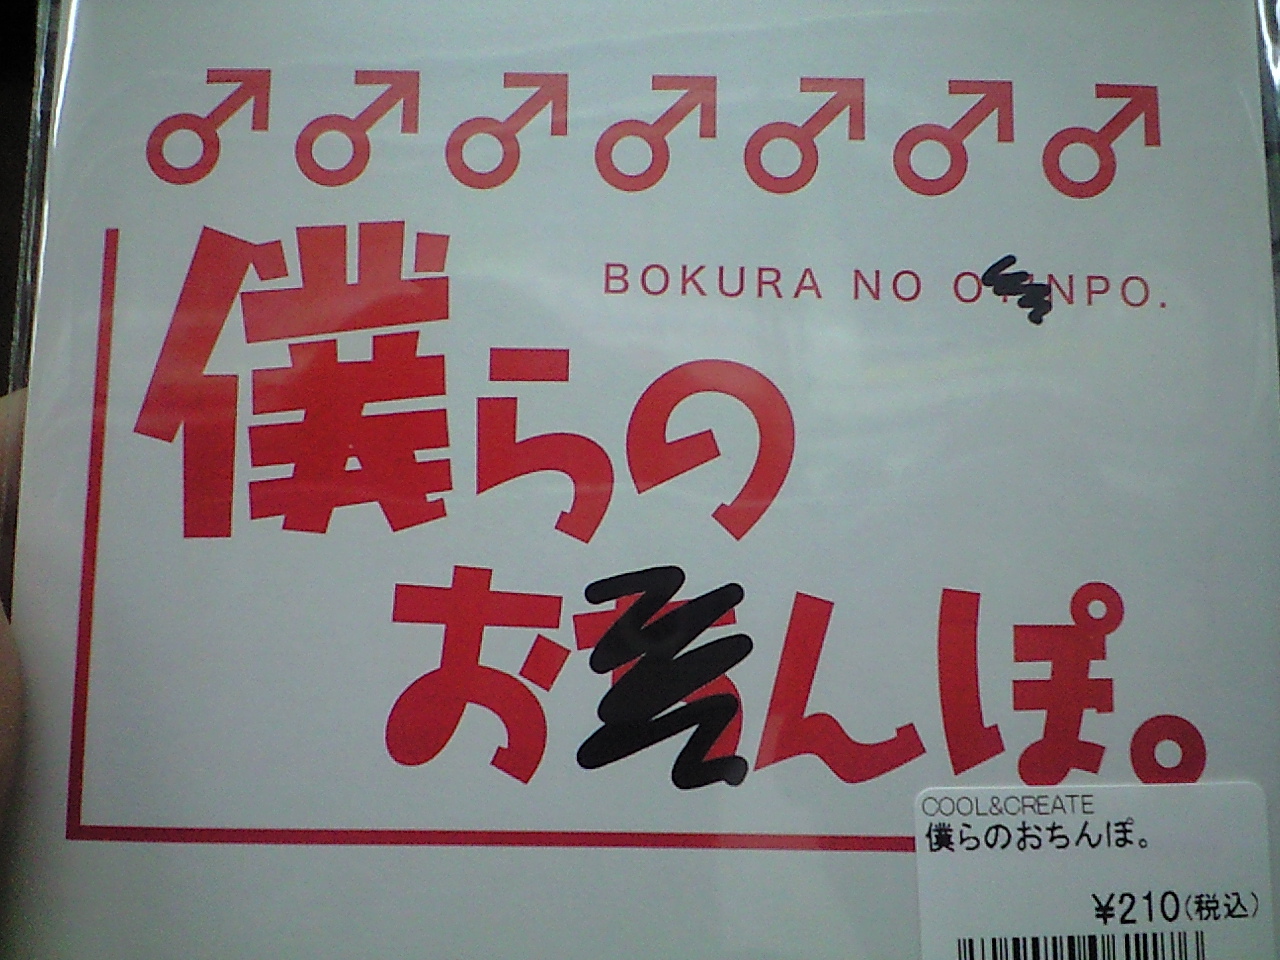 ♂♂♂♂♂♂♂
BOKURA NO O NPO.
僕らの
お んぽ。
COOL&CREATE
僕らのおちんぽ。
¥210(税込)